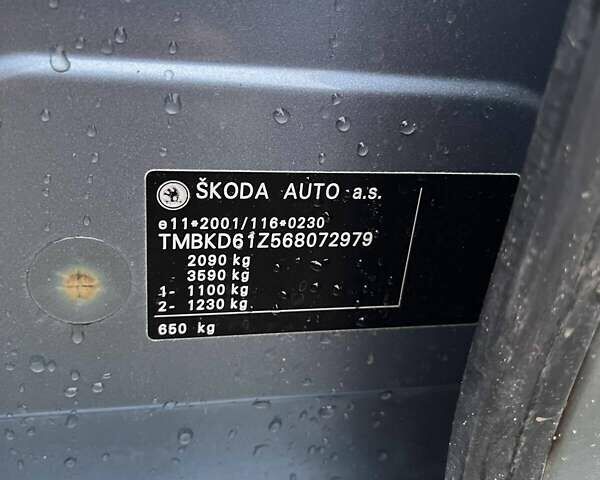 ŠKODA AUTO a.s.
e11*2001/116*0230
TMBKD61Z568072979
2090 kg
3590 kg
1- 1100 kg
2- 1230 kg
650 kg